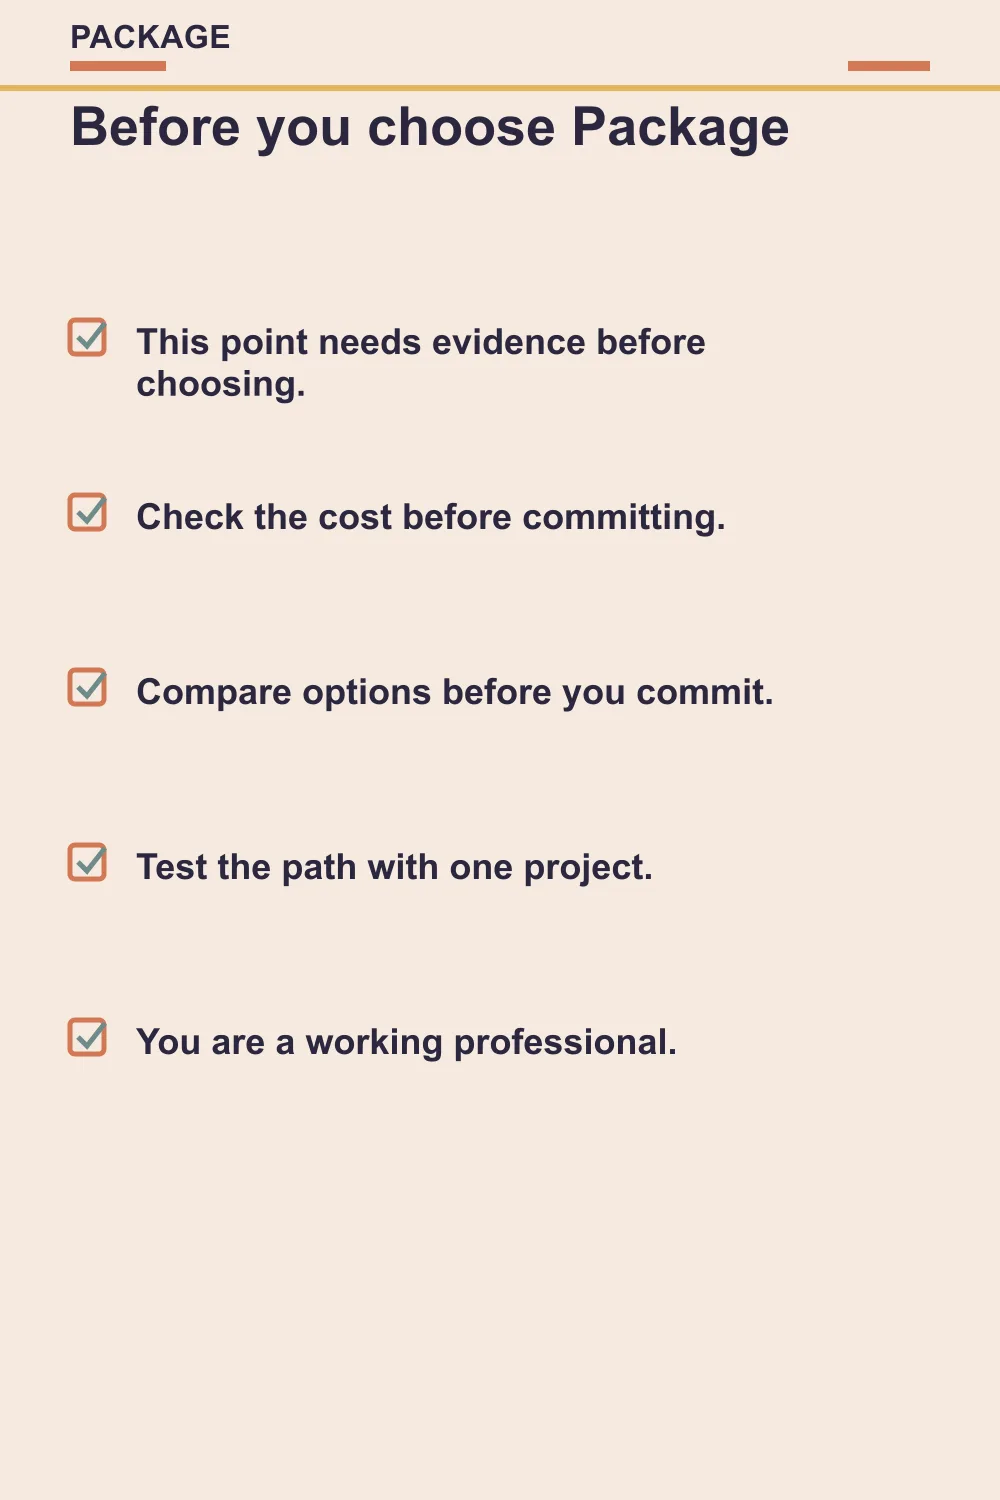 PACKAGE
Before you choose Package
This point needs evidence before
choosing.
Check the cost before committing.
Compare options before you commit.
Test the path with one project.
You are a working professional.